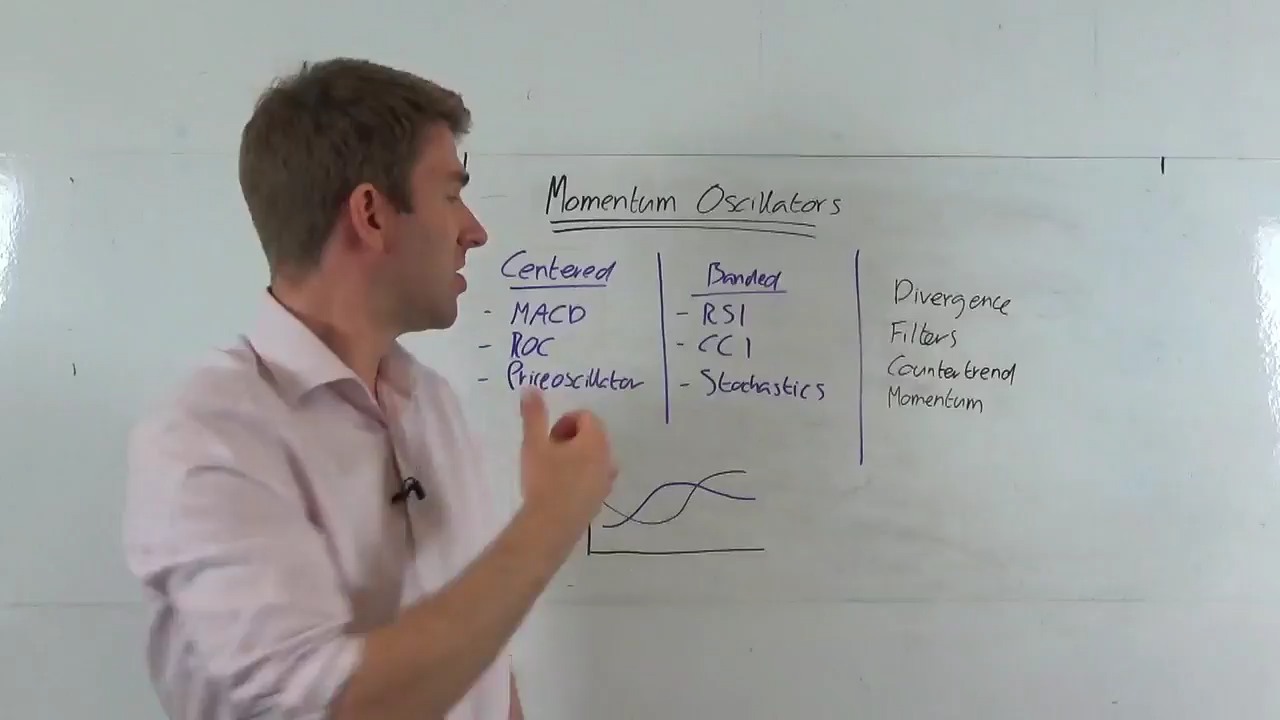 Momentum Oscillators
Centered
- MACD
- ROC
- Priceoscillator
Banded
- RSI
- CCI
- Stochastics
Divergence
Filters
Countertrend
Momentum